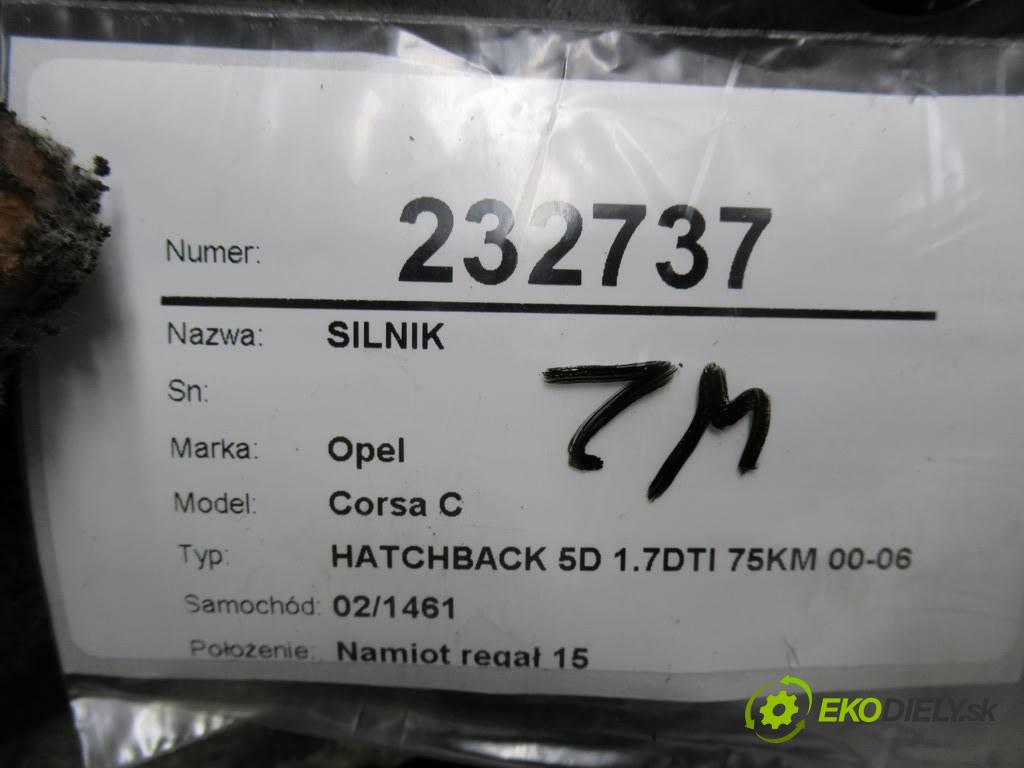 Numer: 232737
Nazwa: SILNIK
Sn:
Marka: Opel
Model: Corsa C
Typ: HATCHBACK 5D 1.7DTI 75KM 00-06
Samochód: 02/1461
Położenie: Namiot regał 15
EKODIELY.sk